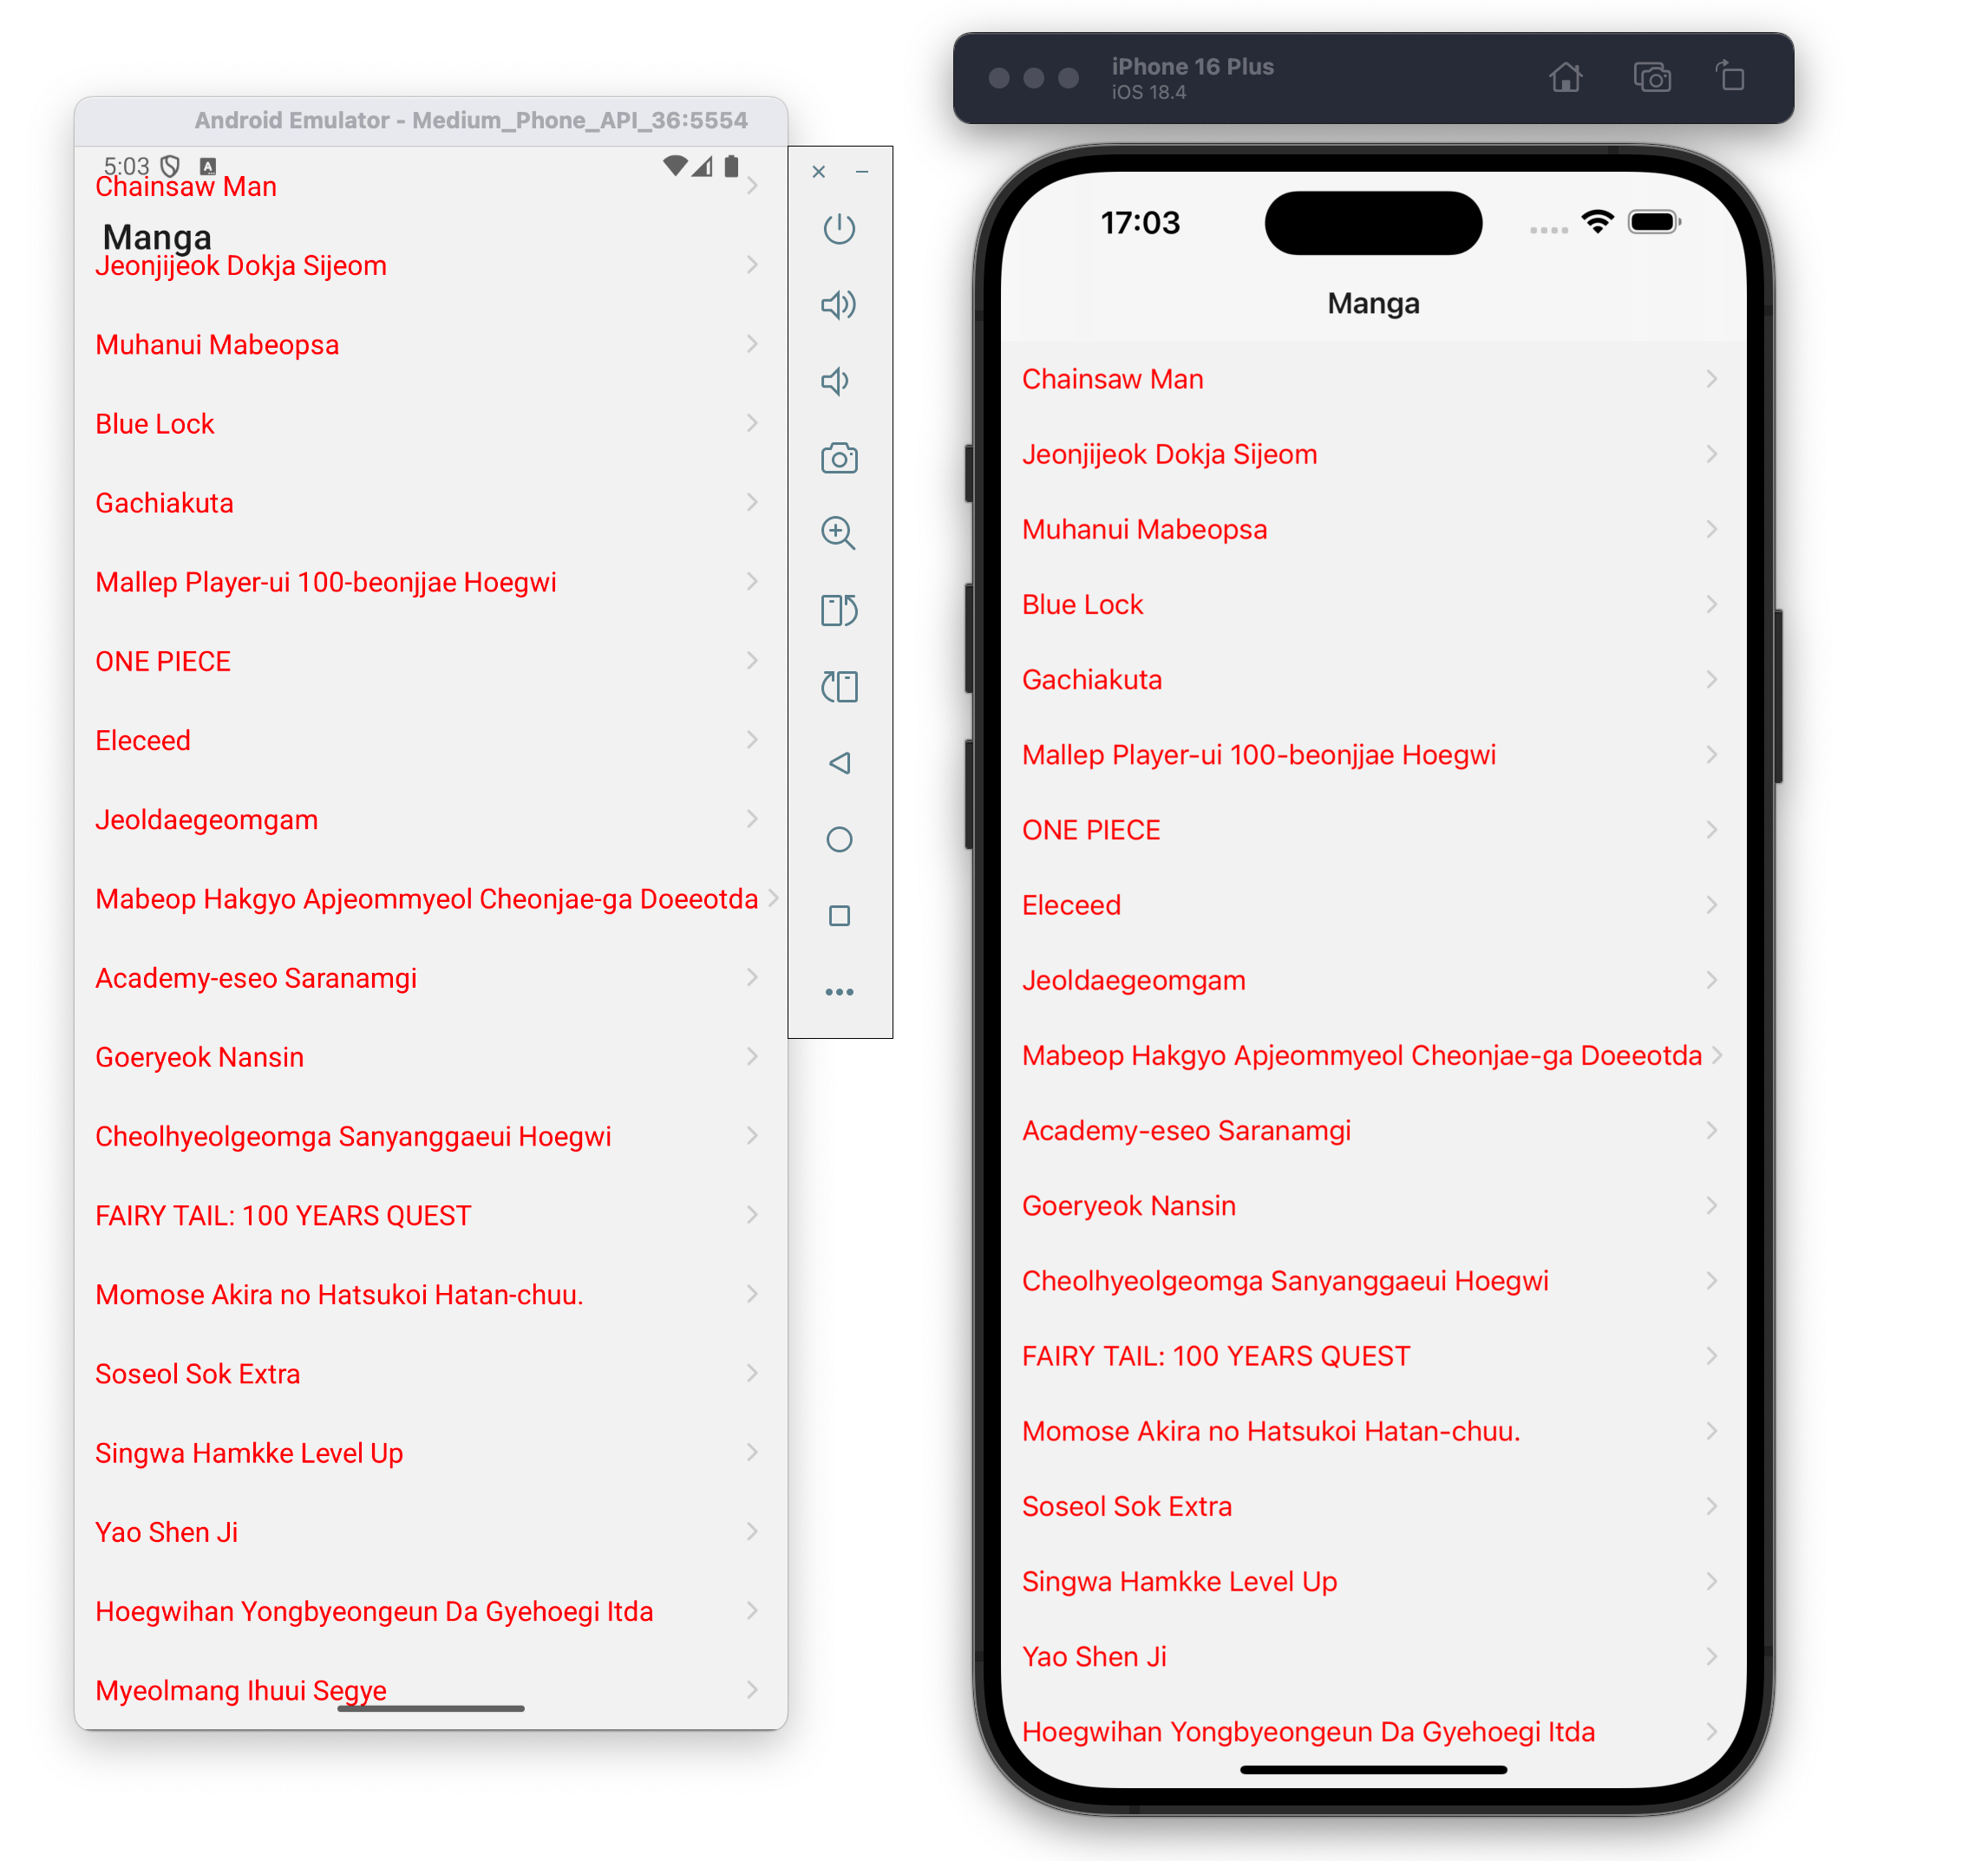 Android Emulator - Medium_Phone_API_36:5554
5:03
A
Chainsaw Man
Manga
Jeonjijeok Dokja Sijeom
Muhanui Mabeopsa
Blue Lock
Gachiakuta
Mallep Player-ui 100-beonjjae Hoegwi
ONE PIECE
Eleceed
Jeoldaegeomgam
Mabeop Hakgyo Apjeommyeol Cheonjae-ga Doeeotda
Academy-eseo Saranamgi
Goeryeok Nansin
Cheolhyeolgeomga Sanyanggaeui Hoegwi
FAIRY TAIL: 100 YEARS QUEST
Momose Akira no Hatsukoi Hatan-chuu.
Soseol Sok Extra
Singwa Hamkke Level Up
Yao Shen Ji
Hoegwihan Yongbyeongeun Da Gyehoegi Itda
Myeolmang Ihuui Segye
iPhone 16 Plus
iOS 18.4
17:03
Manga
Chainsaw Man
Jeonjijeok Dokja Sijeom
Muhanui Mabeopsa
Blue Lock
Gachiakuta
Mallep Player-ui 100-beonjjae Hoegwi
ONE PIECE
Eleceed
Jeoldaegeomgam
Mabeop Hakgyo Apjeommyeol Cheonjae-ga Doeeotda
Academy-eseo Saranamgi
Goeryeok Nansin
Cheolhyeolgeomga Sanyanggaeui Hoegwi
FAIRY TAIL: 100 YEARS QUEST
Momose Akira no Hatsukoi Hatan-chuu.
Soseol Sok Extra
Singwa Hamkke Level Up
Yao Shen Ji
Hoegwihan Yongbyeongeun Da Gyehoegi Itda